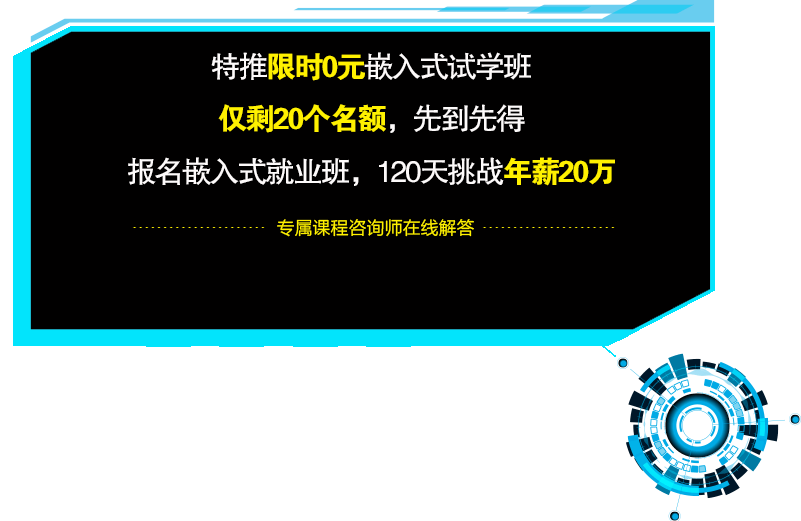 特推限时0元嵌入式试学班
仅剩20个名额，先到先得
报名嵌入式就业班，120天挑战年薪20万
专属课程咨询师在线解答